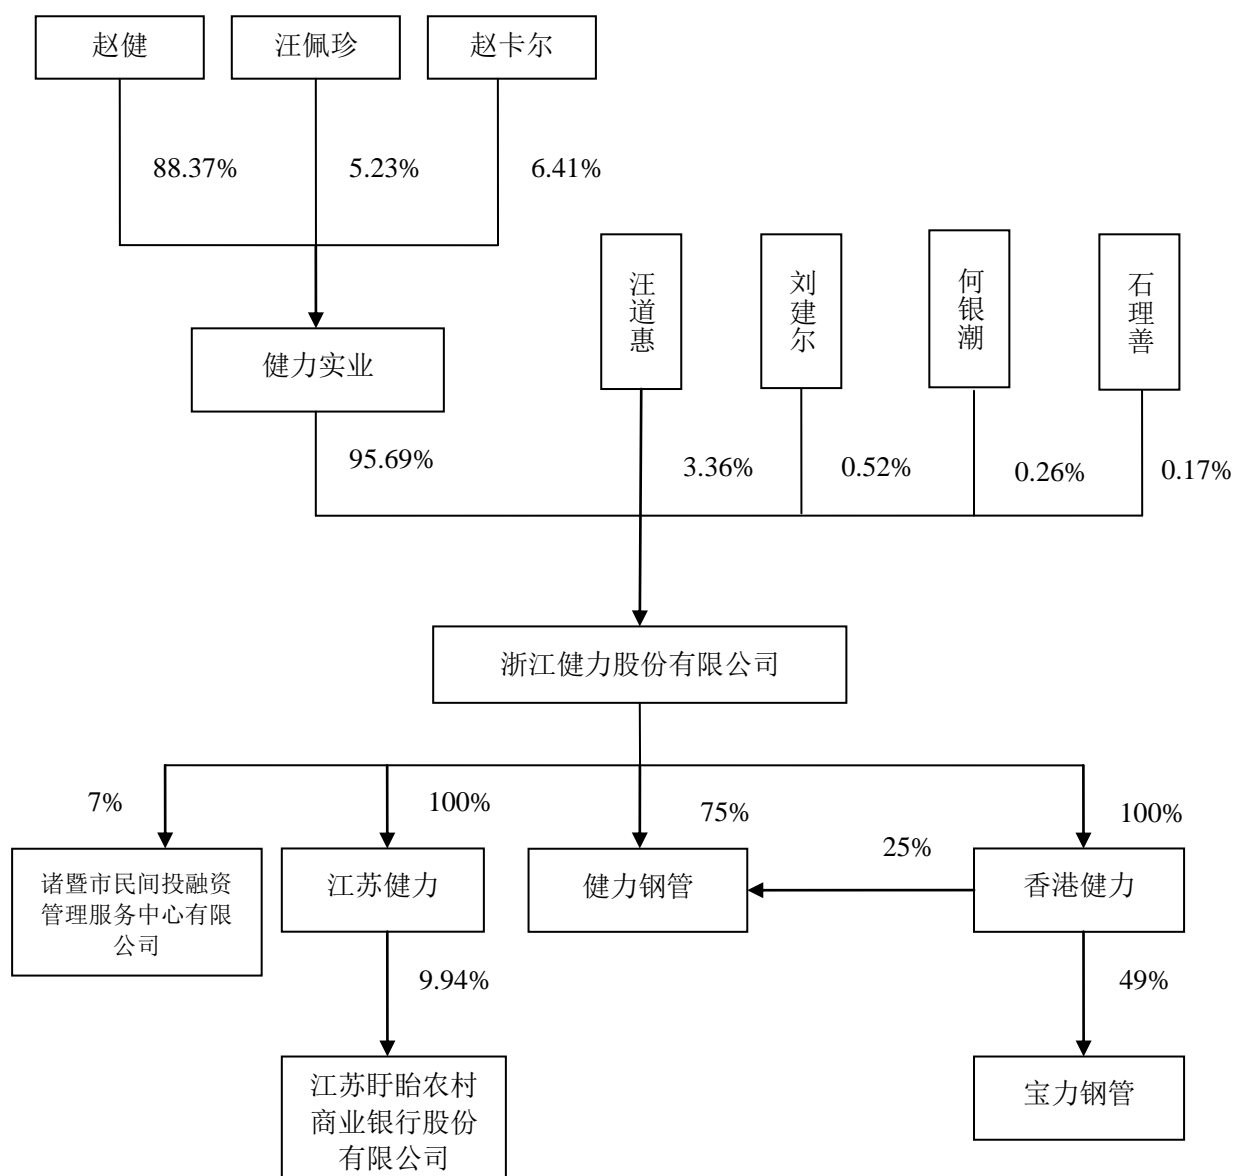 赵健
汪佩珍
赵卡尔
88.37%
5.23%
6.41%
汪道惠
刘建尔
何银潮
石理善
健力实业
95.69%
3.36%
0.52%
0.26%
0.17%
浙江健力股份有限公司
7%
100%
75%
100%
25%
诸暨市民间投融资
管理服务中心有限
公司
江苏健力
健力钢管
香港健力
9.94%
49%
江苏盱眙农村
商业银行股份
有限公司
宝力钢管